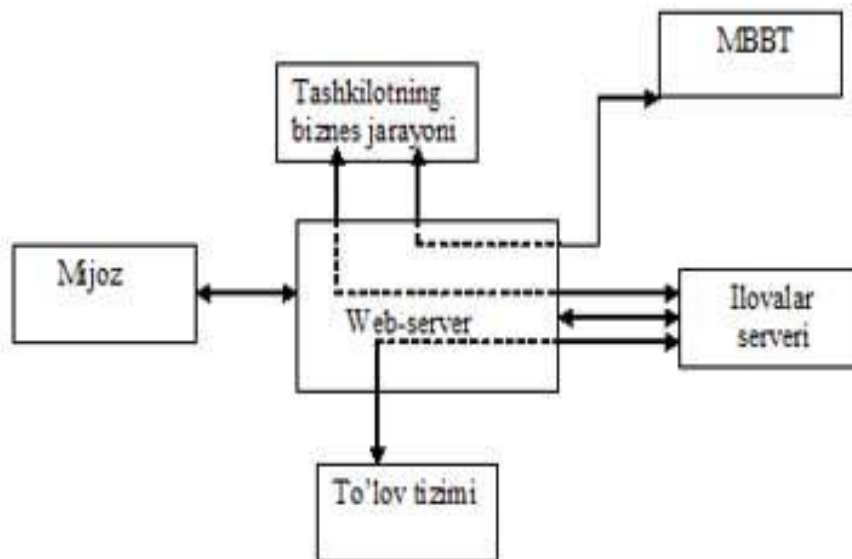 MBBT
Tashkilotning
biznes jarayoni
Mijoz
Web-server
Ilovalar
serveri
To'lov tizimi